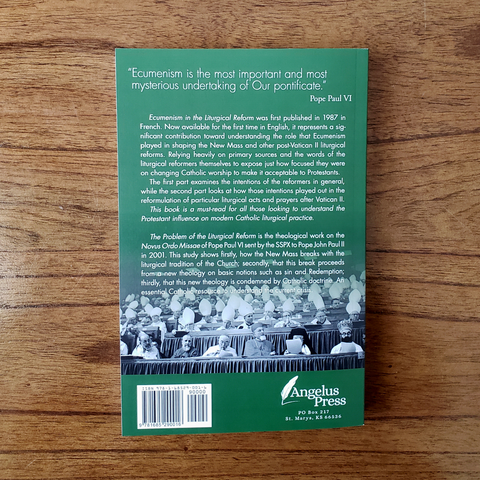 “Ecumenism is the most important and most
mysterious undertaking of Our pontificate.”
Pope Paul VI
Ecumenism in the Liturgical Reform was first published in 1987 in
French. Now available for the first time in English, it represents a sig-
nificant contribution toward understanding the role that Ecumenism
played in shaping the New Mass and other post-Vatican II liturgical
reforms. Relying heavily on primary sources and the words of the
liturgical reformers themselves to expose just how focused they were
on changing Catholic worship to make it acceptable to Protestants.
The first part examines the intentions of the reformers in general,
while the second part looks at how those intentions played out in the
reformulation of particular liturgical acts and prayers after Vatican II.
This book is a must-read for all those looking to understand the
Protestant influence on modern Catholic liturgical practice.
The Problem of the Liturgical Reform is the theological work on the
Novus Ordo Missae of Pope Paul VI sent by the SSPX to Pope John Paul II
in 2001. This study shows firstly, how the New Mass breaks with the
liturgical tradition of the Church; secondly, that this break proceeds
from a new theology on basic notions such as sin and Redemption;
thirdly, that this new theology is condemned by Catholic doctrine. An
essential Catholic resource to understand the current crisis.
90000
Angelus
Press
PO Box 217
St. Marys, KS 66536